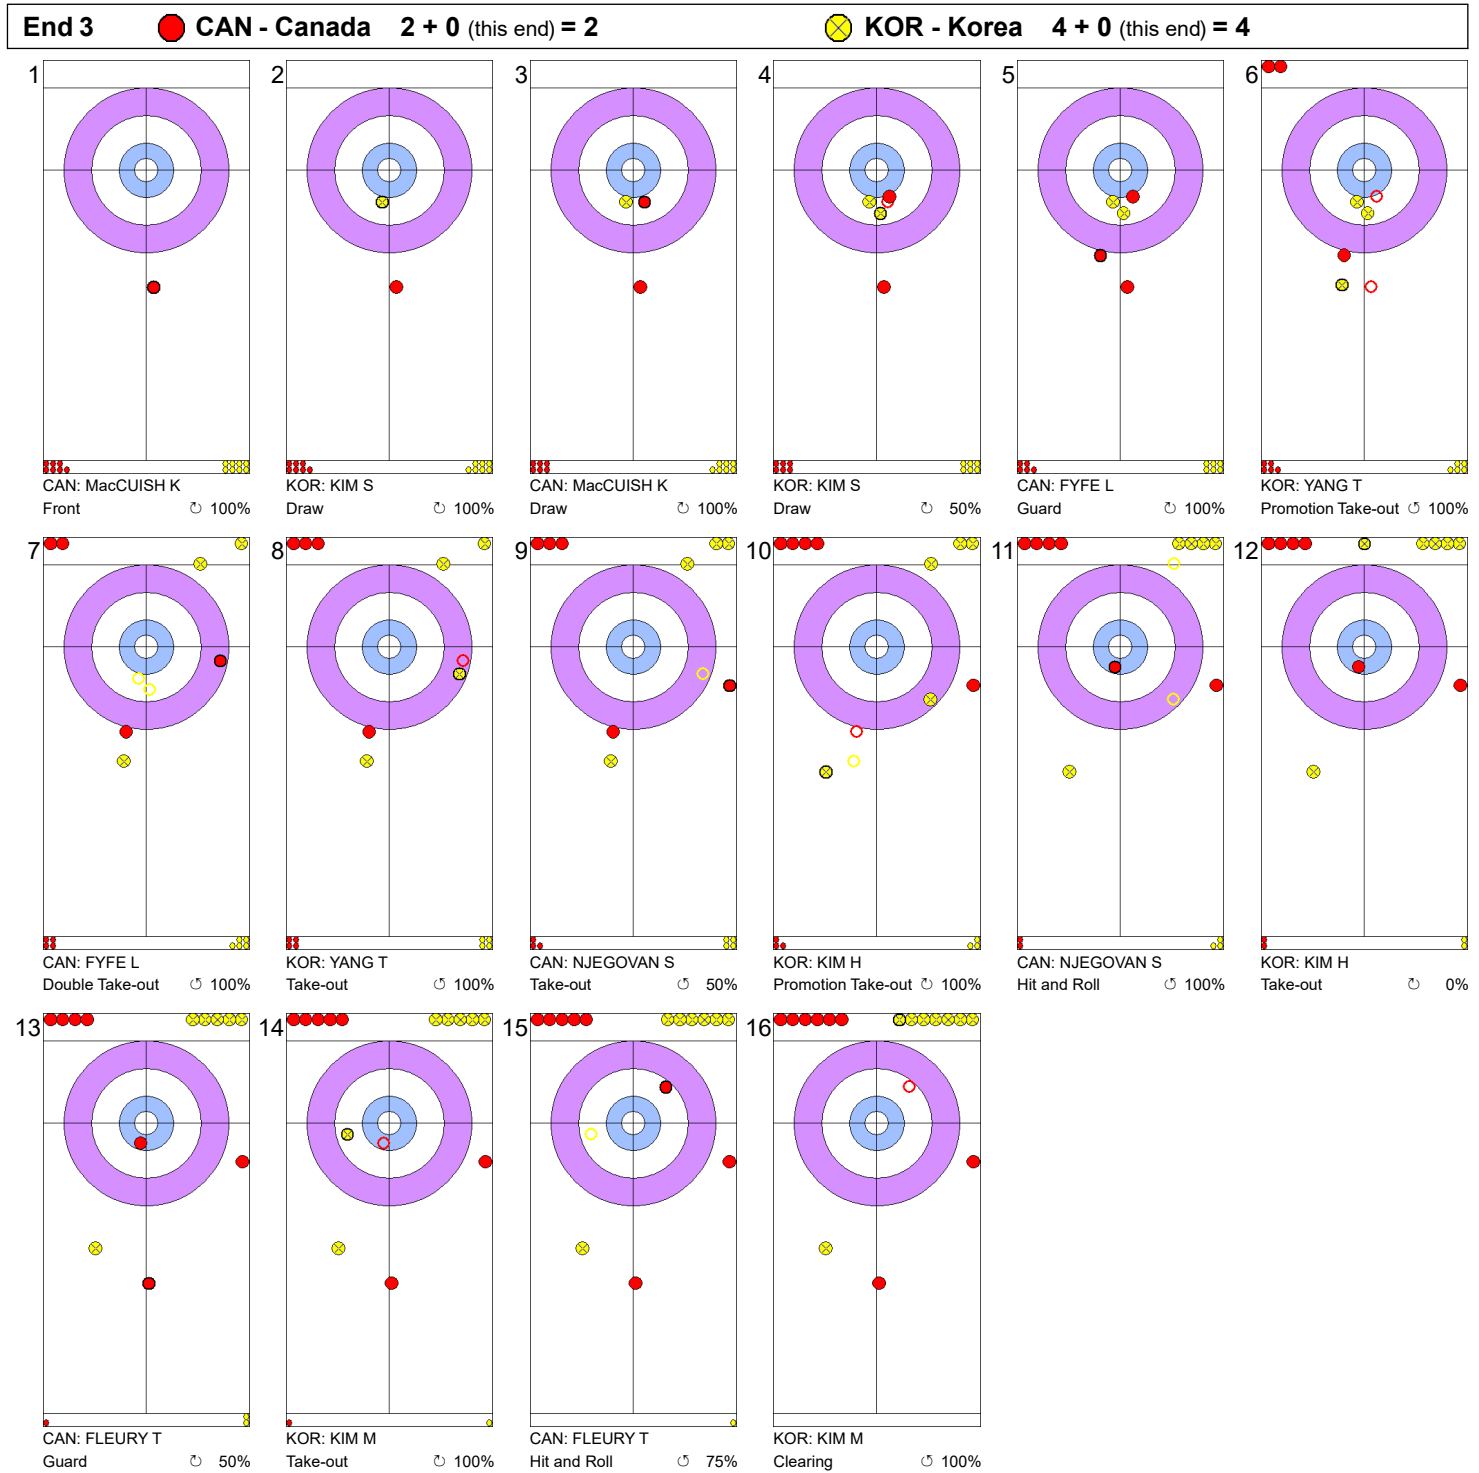 End 3 CAN - Canada 2 + 0 (this end) = 2 KOR - Korea 4 + 0 (this end) = 4
1 2 3 4 5 6
CAN: MacCUISH K KOR: KIM S CAN: MacCUISH K KOR: KIM S CAN: FYFE L KOR: YANG T
Front ↻ 100% Draw ↻ 100% Draw ↻ 100% Draw ↻ 50% Guard ↻ 100% Promotion Take-out ↺ 100%
7 8 9 10 11 12
CAN: FYFE L KOR: YANG T CAN: NJEGOVAN S KOR: KIM H CAN: NJEGOVAN S KOR: KIM H
Double Take-out ↺ 100% Take-out ↺ 100% Take-out ↺ 50% Promotion Take-out ↻ 100% Hit and Roll ↺ 100% Take-out ↻ 0%
13 14 15 16
CAN: FLEURY T KOR: KIM M CAN: FLEURY T KOR: KIM M
Guard ↻ 50% Take-out ↻ 100% Hit and Roll ↺ 75% Clearing ↺ 100%